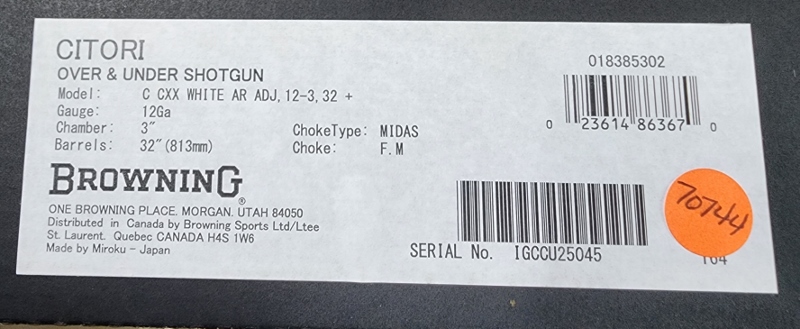 CITORI
OVER & UNDER SHOTGUN
Model: C CXX WHITE AR ADJ, 12-3, 32 +
Gauge: 12Ga
Chamber: 3″ ChokeType: MIDAS
Barrels: 32″(813mm) Choke: F.M
BROWNING®
ONE BROWNING PLACE. MORGAN. UTAH 84050
Distributed in Canada by Browning Sports Ltd/Ltee
St. Laurent. Quebec CANADA H4S 1W6
Made by Miroku - Japan
018385302
0 23614 86367 0
70744
SERIAL No. IGCCU25045